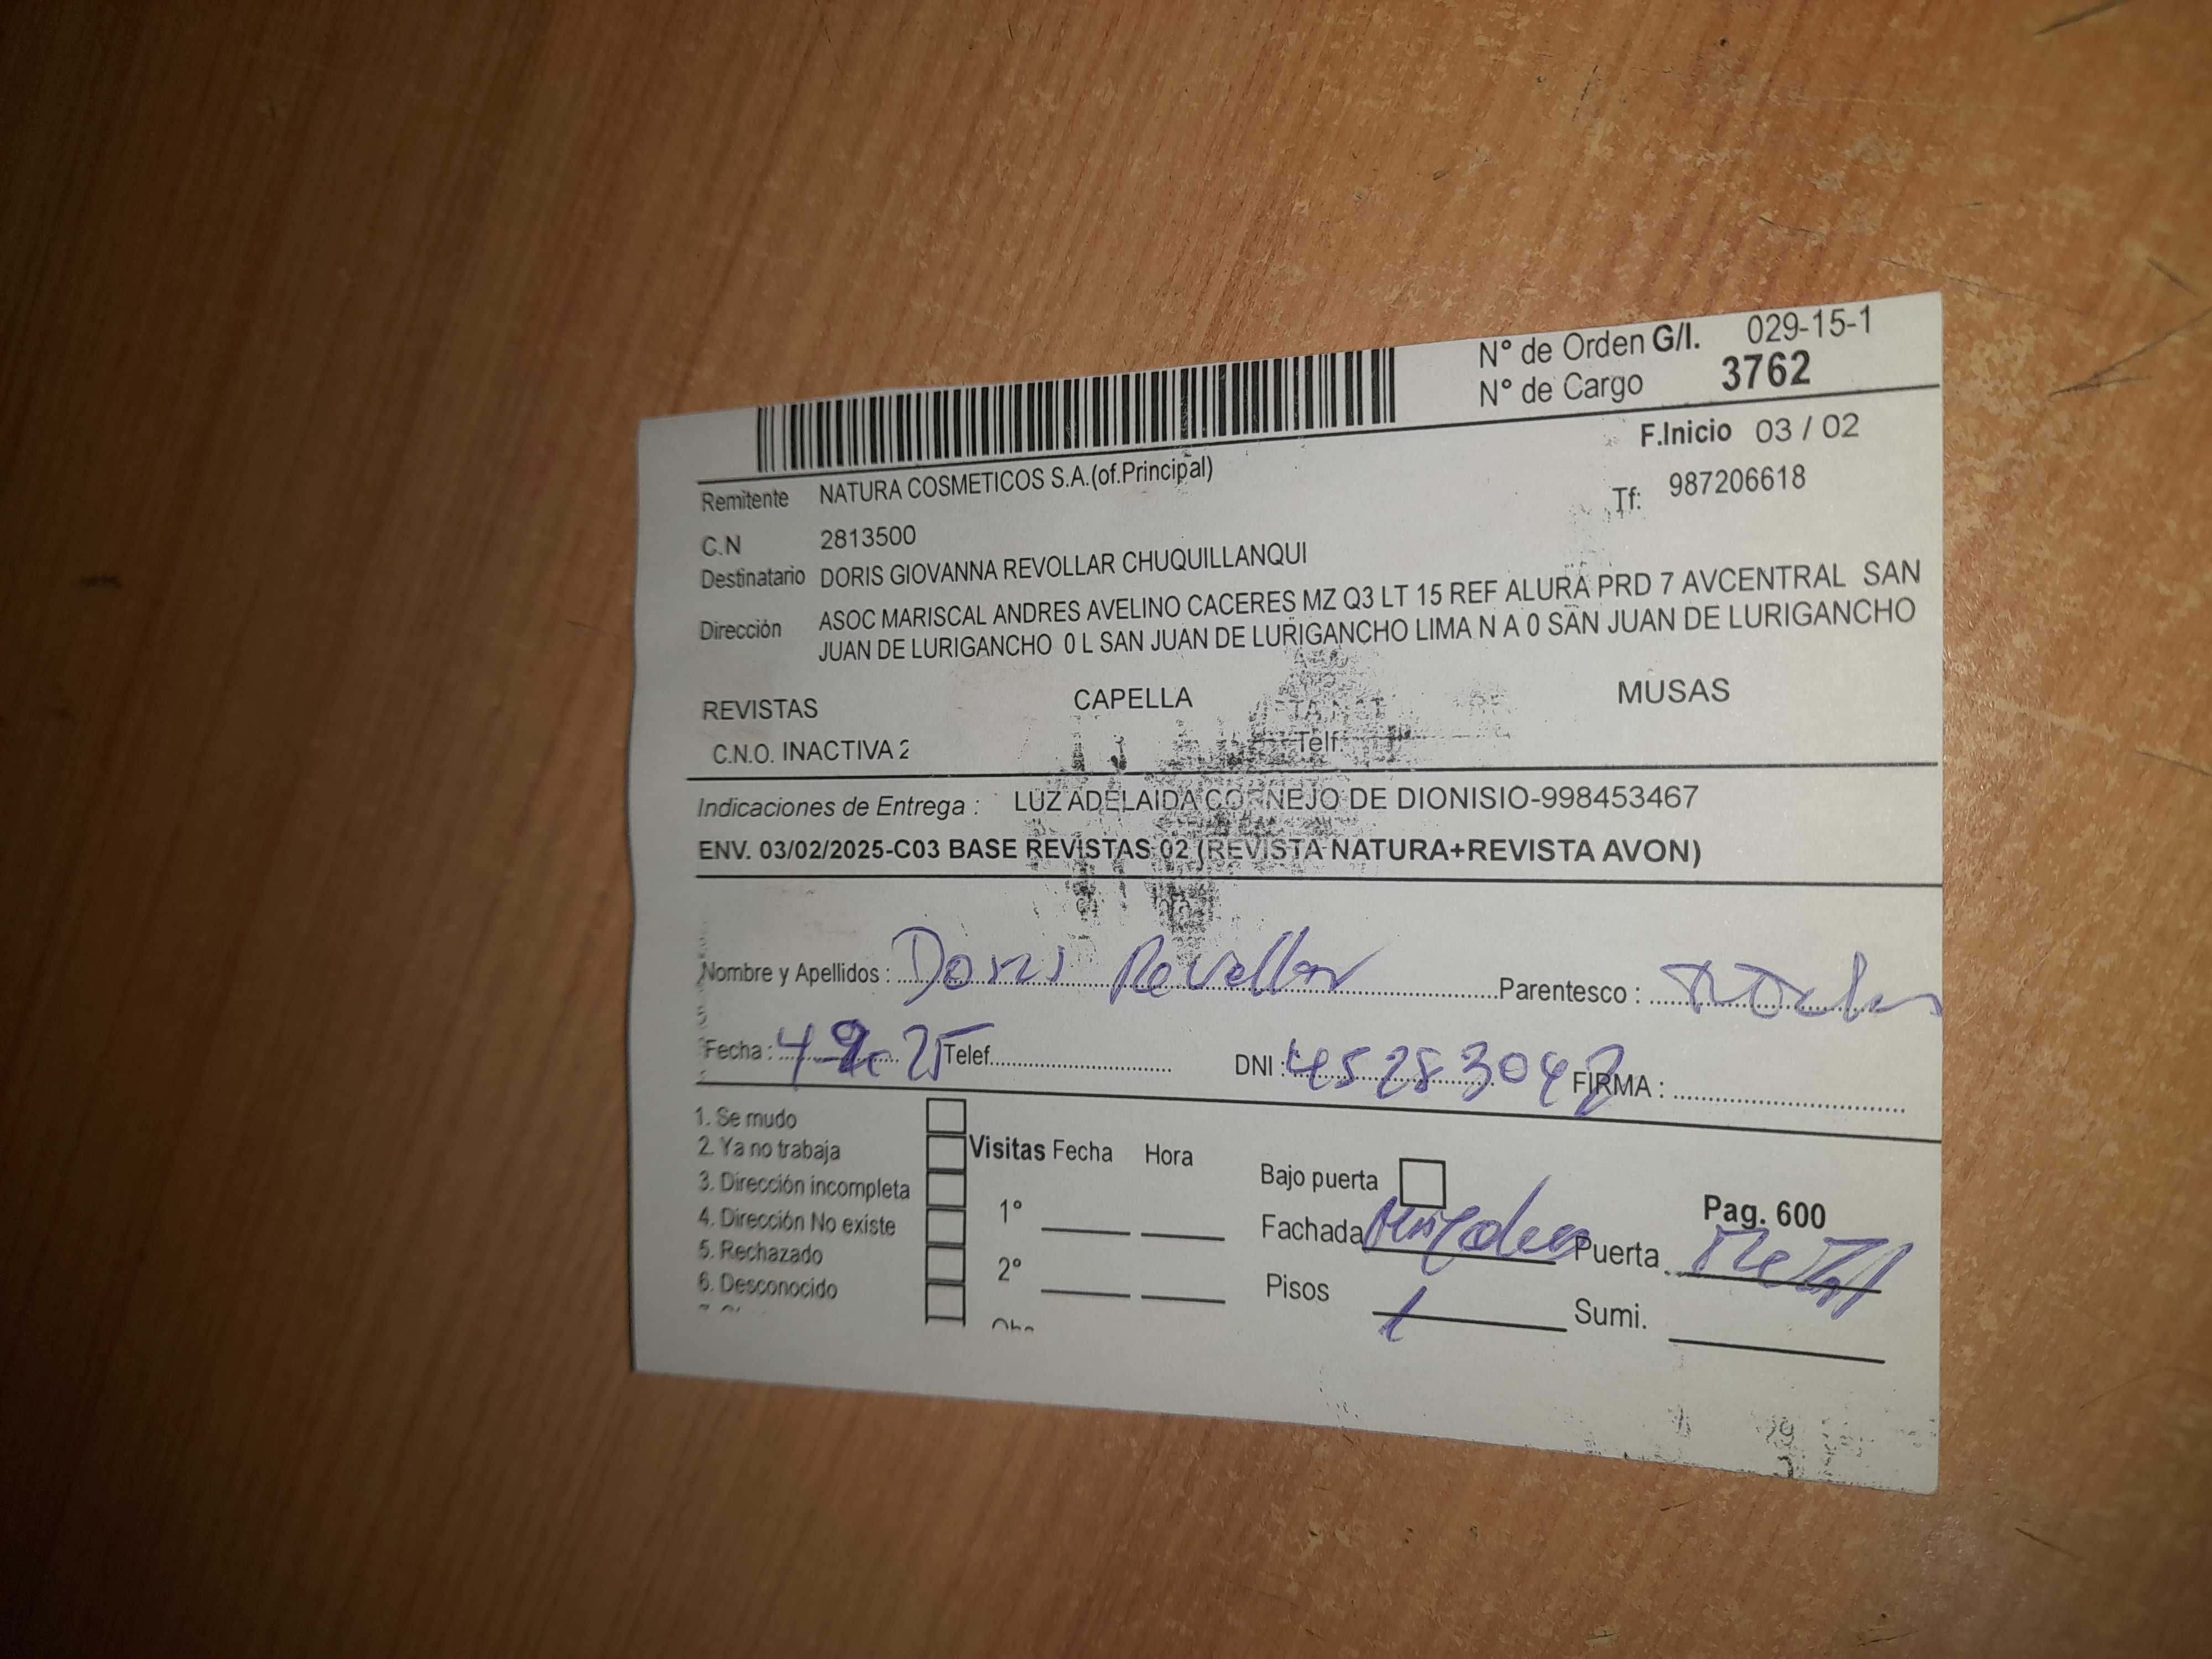 N° de Orden G/I. 029-15-1
N° de Cargo 3762
F.Inicio 03 / 02
Remitente NATURA COSMETICOS S.A.(of.Principal)
Tf: 987206618
C.N 2813500
Destinatario DORIS GIOVANNA REVOLLAR CHUQUILLANQUI
Dirección ASOC MARISCAL ANDRES AVELINO CACERES MZ Q3 LT 15 REF ALURA PRD 7 AVCENTRAL SAN
JUAN DE LURIGANCHO 0 L SAN JUAN DE LURIGANCHO LIMA N A 0 SAN JUAN DE LURIGANCHO
REVISTAS CAPELLA MUSAS
C.N.O. INACTIVA 2 Telf:
Indicaciones de Entrega : LUZ ADELAIDA CORNEJO DE DIONISIO-998453467
ENV. 03/02/2025-C03 BASE REVISTAS 02 (REVISTA NATURA+REVISTA AVON)
Nombre y Apellidos : Doris Revollar Parentesco :
Fecha : 4-2-25 Telef. DNI : 45283042 FIRMA :
1. Se mudo
2. Ya no trabaja
3. Dirección incompleta
4. Dirección No existe
5. Rechazado
6. Desconocido
Visitas Fecha Hora
1°
2°
Bajo puerta
Pag. 600
Fachada Puerta Metal
Pisos 1 Sumi.